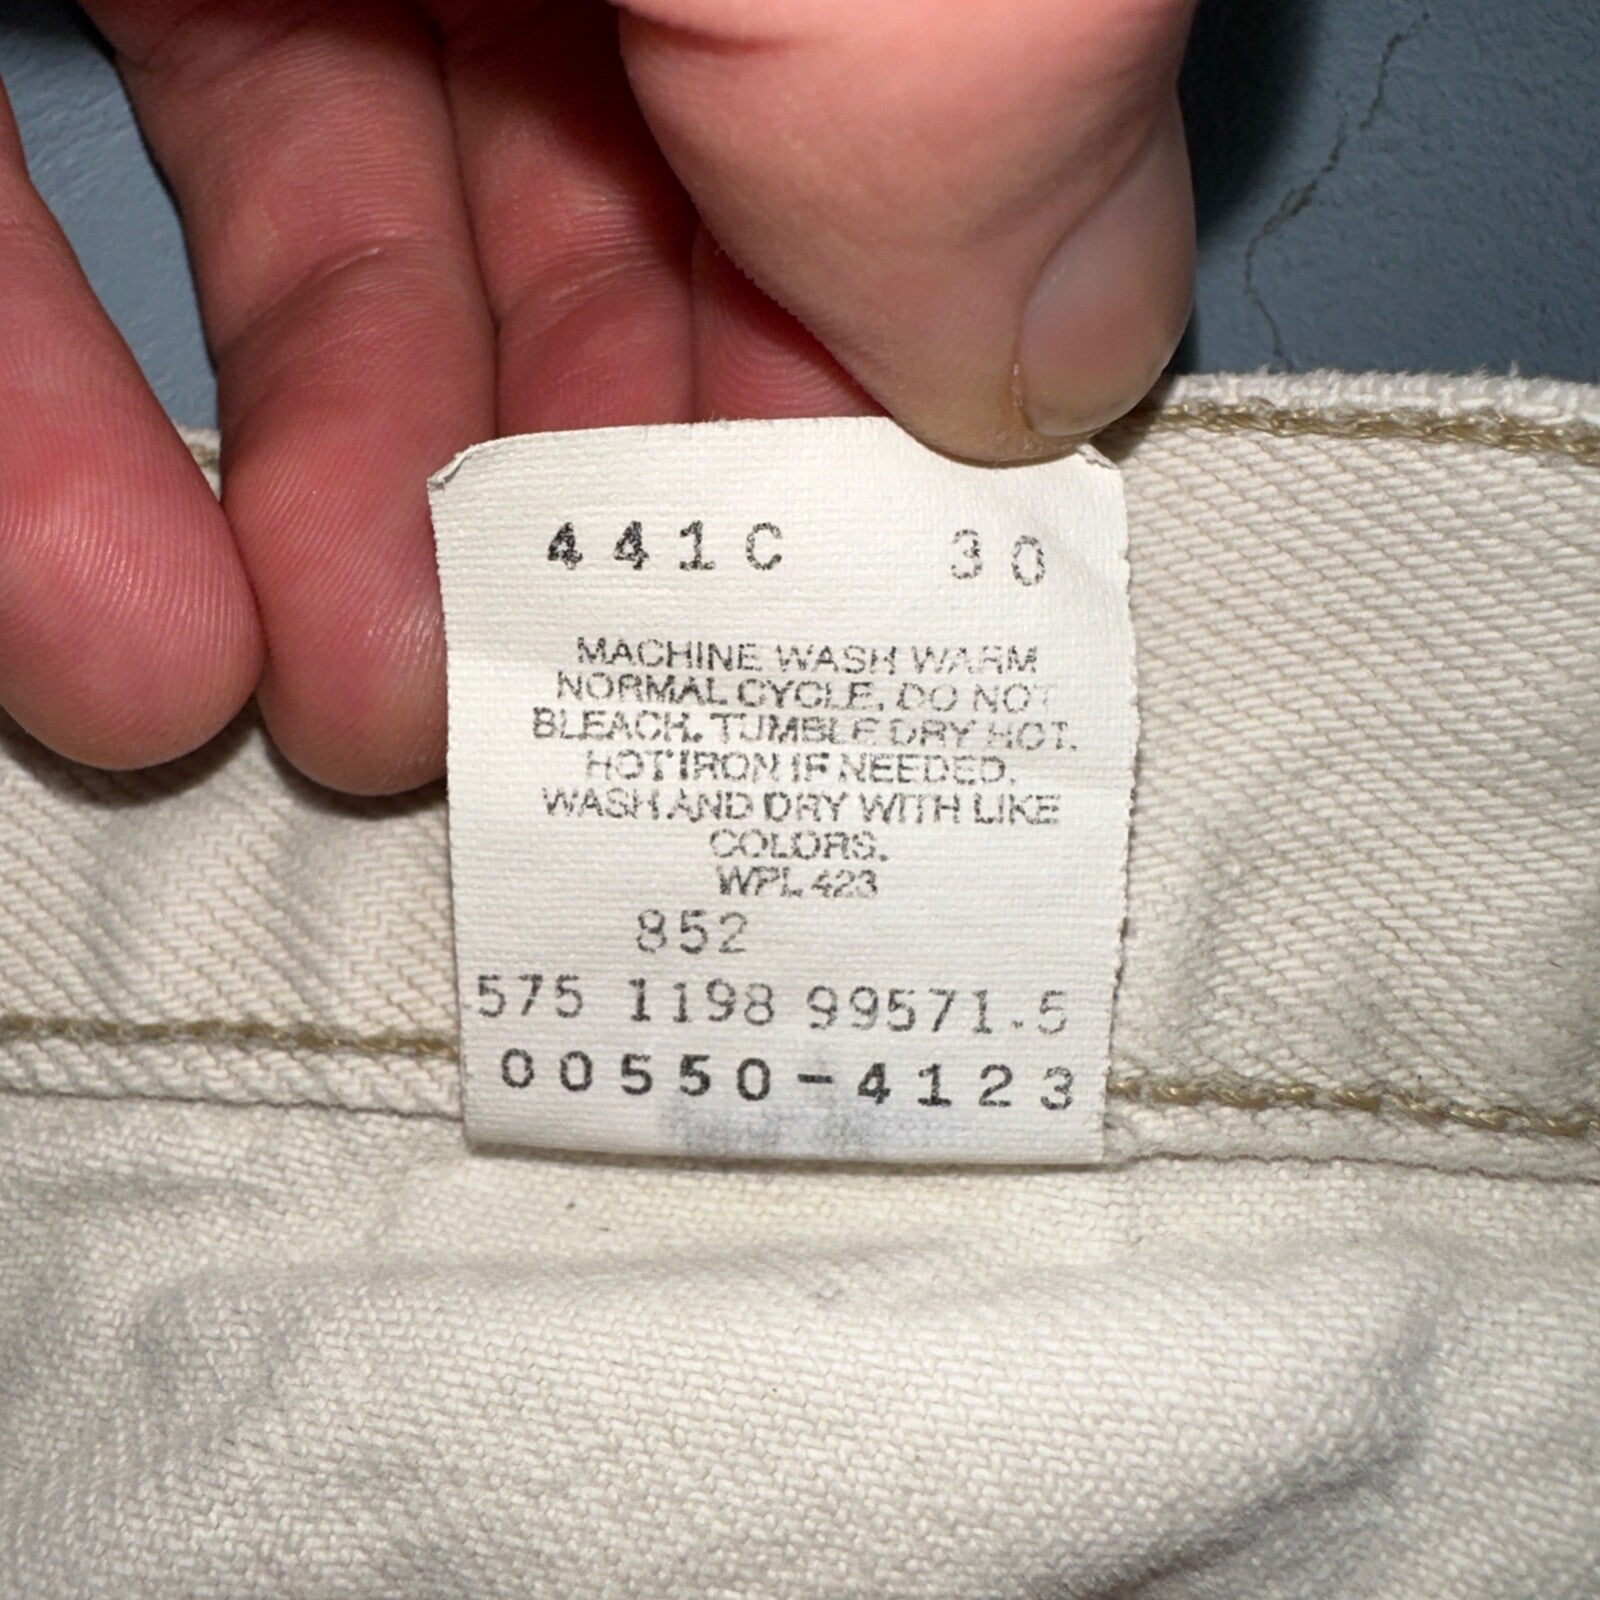 441C 30
MACHINE WASH WARM
NORMAL CYCLE. DO NOT
BLEACH. TUMBLE DRY HOT.
HOT IRON IF NEEDED.
WASH AND DRY WITH LIKE
COLORS.
WPL 423
852
575 1198 99571.5
00550-4123